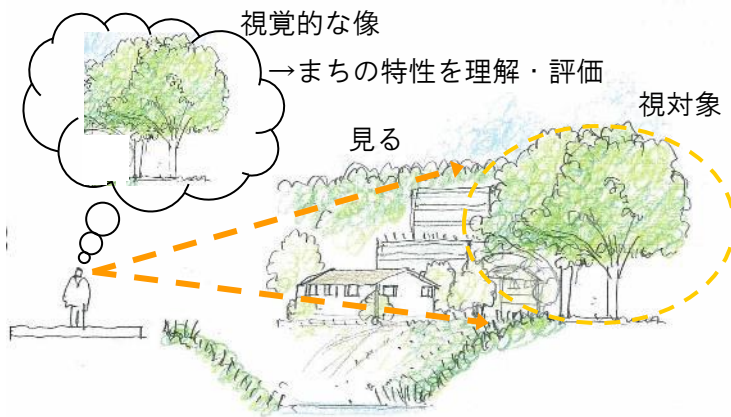 視覚的な像
→まちの特性を理解・評価
視対象
見る